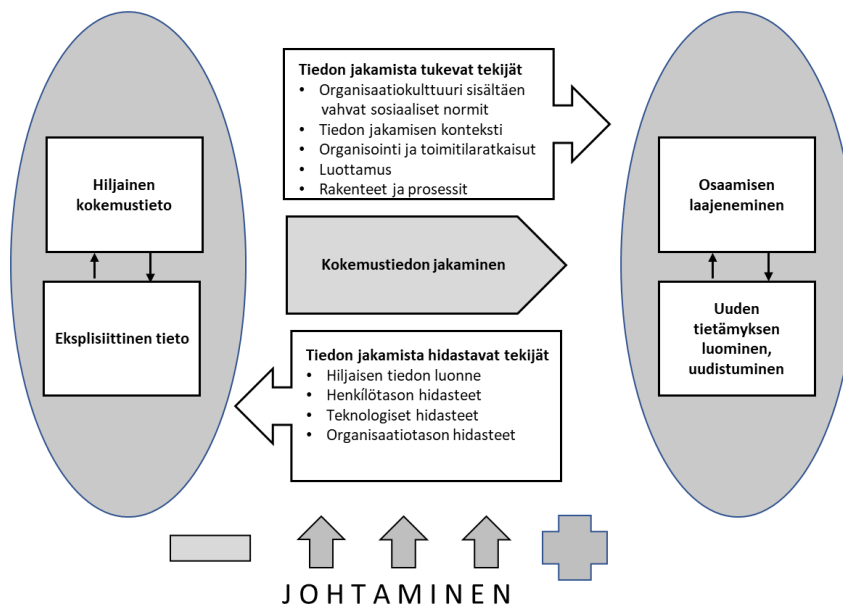 Tiedon jakamista tukevat tekijät
• Organisaatiokulttuuri sisältäen
vahvat sosiaaliset normit
• Tiedon jakamisen konteksti
• Organisointi ja toimitilaratkaisut
• Luottamus
• Rakenteet ja prosessit
Hiljainen
kokemustieto
Eksplisiittinen tieto
Kokemustiedon jakaminen
Osaamisen
laajeneminen
Uuden
tietämyksen
luominen,
uudistuminen
Tiedon jakamista hidastavat tekijät
• Hiljaisen tiedon luonne
• Henkílötason hidasteet
• Teknologiset hidasteet
• Organisaatiotason hidasteet
JOHTAMINEN